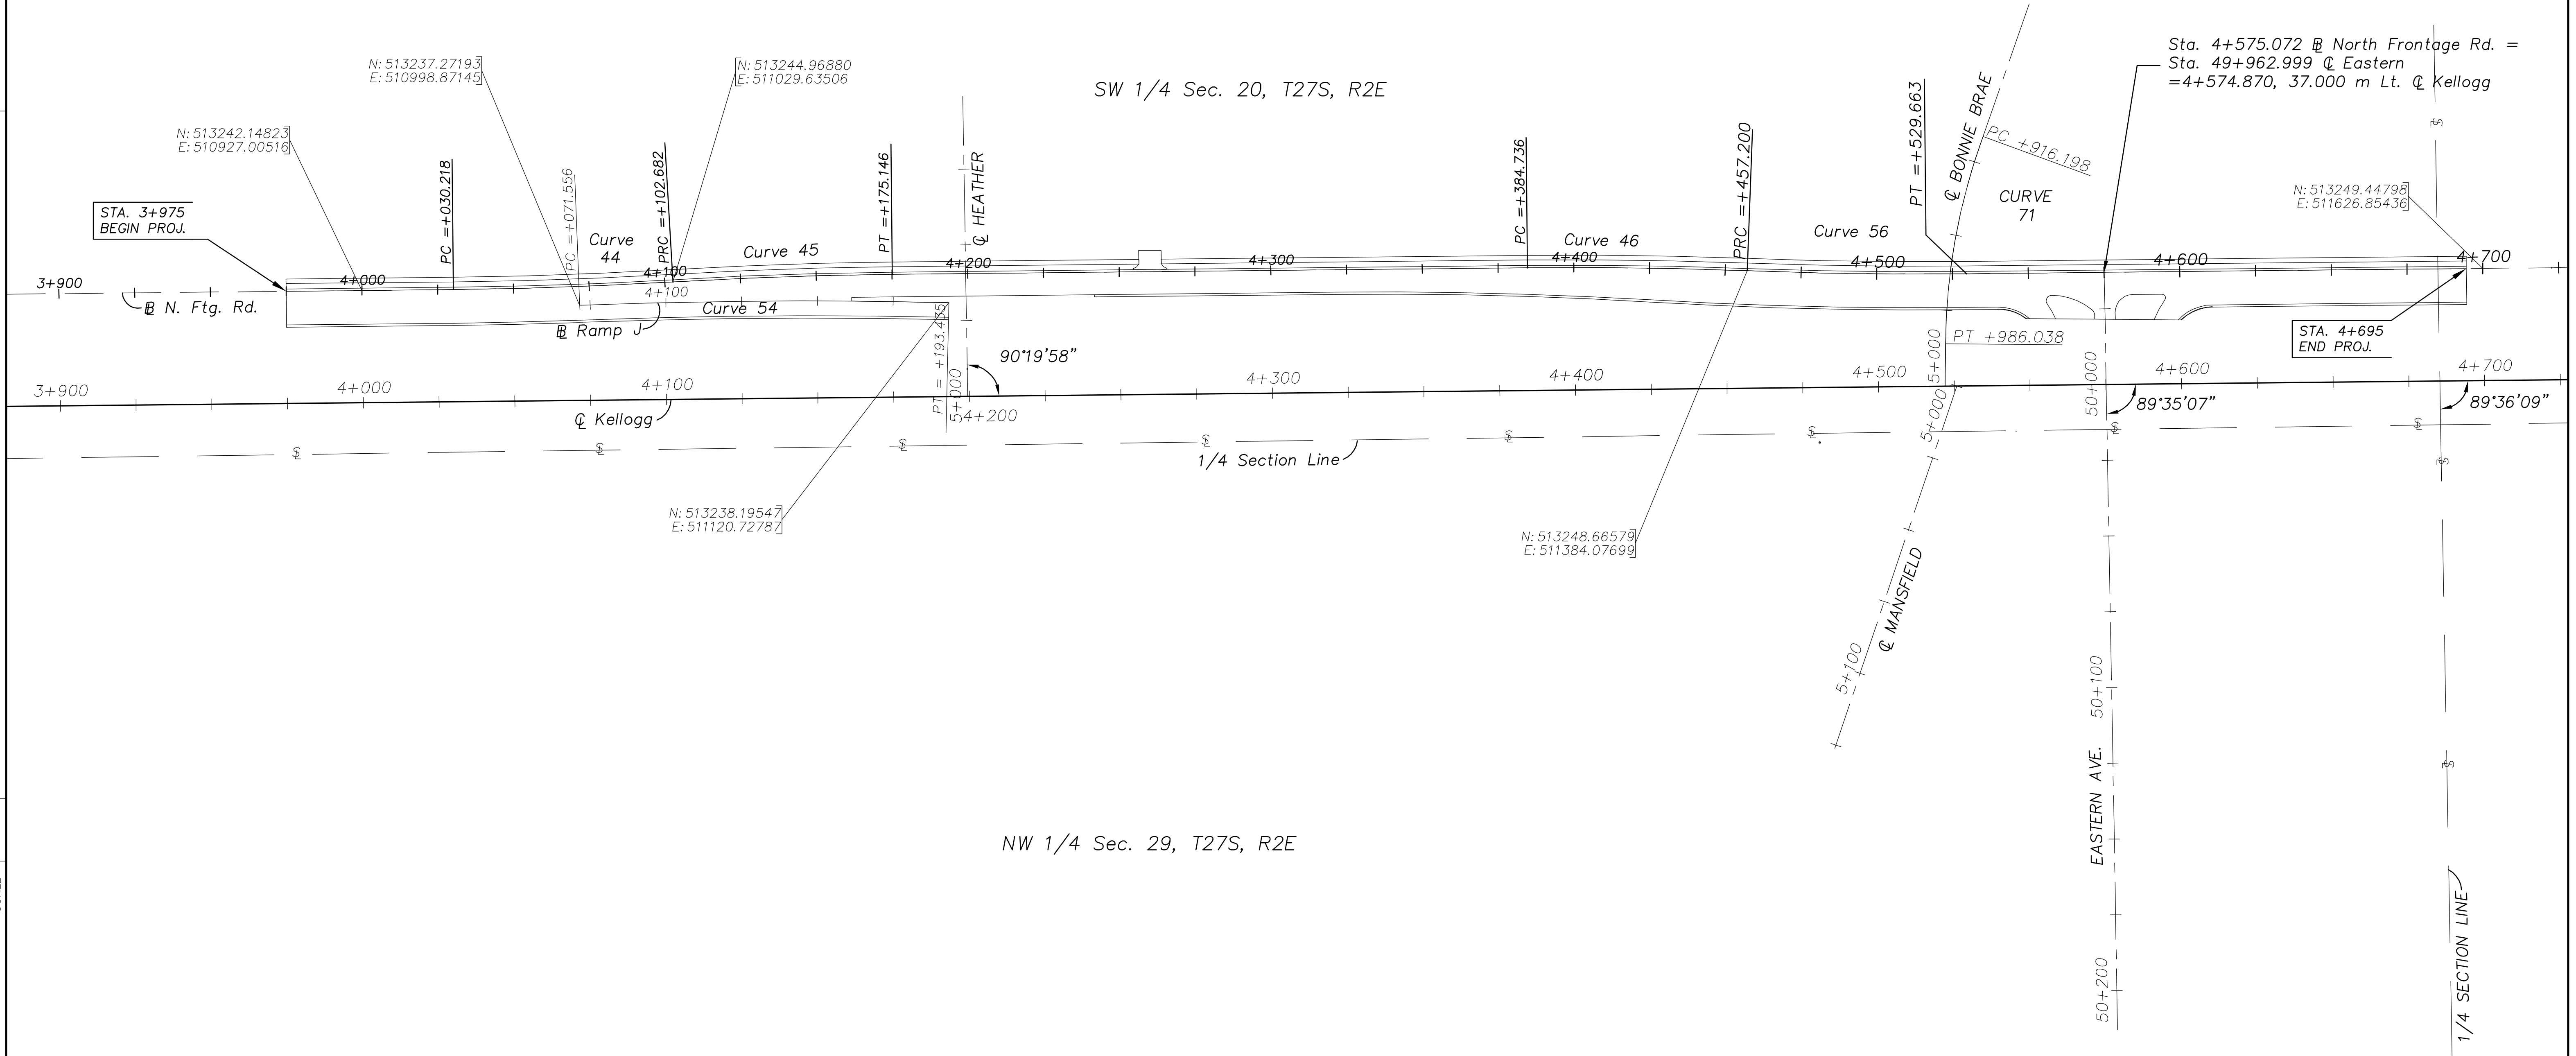 Sta. 4+575.072 ℄ North Frontage Rd. =
Sta. 49+962.999 ℄ Eastern
=4+574.870, 37.000 m Lt. ℄ Kellogg
N: 513237.27193
E: 510998.87145
N: 513244.96880
E: 511029.63506
SW 1/4 Sec. 20, T27S, R2E
N: 513242.14823
E: 510927.00516
STA. 3+975
BEGIN PROJ.
PC =+030.218
PC =+071.556
PRC =+102.682
PT =+175.146
℄ HEATHER
PC =+384.736
PRC =+457.200
PT =+529.663
℄ BONNIE BRAE
PC +916.198
CURVE
71
N: 513249.44798
E: 511626.85436
Curve
44
Curve 45
Curve 46
Curve 56
3+900
4+000
4+100
4+200
4+300
4+400
4+500
4+600
4+700
N. Ftg. Rd.
4+100
Curve 54
Ramp J
PT = +193.435
5+000
90°19'58"
5+000
PT +986.038
STA. 4+695
END PROJ.
3+900
4+000
4+100
4+200
4+300
4+400
4+500
4+600
4+700
℄ Kellogg
5+000
50+000
89°35'07"
89°36'09"
1/4 Section Line
N: 513238.19547
E: 511120.72787
N: 513248.66579
E: 511384.07699
℄ MANSFIELD
5+100
50+100
EASTERN AVE.
50+200
NW 1/4 Sec. 29, T27S, R2E
1/4 SECTION LINE